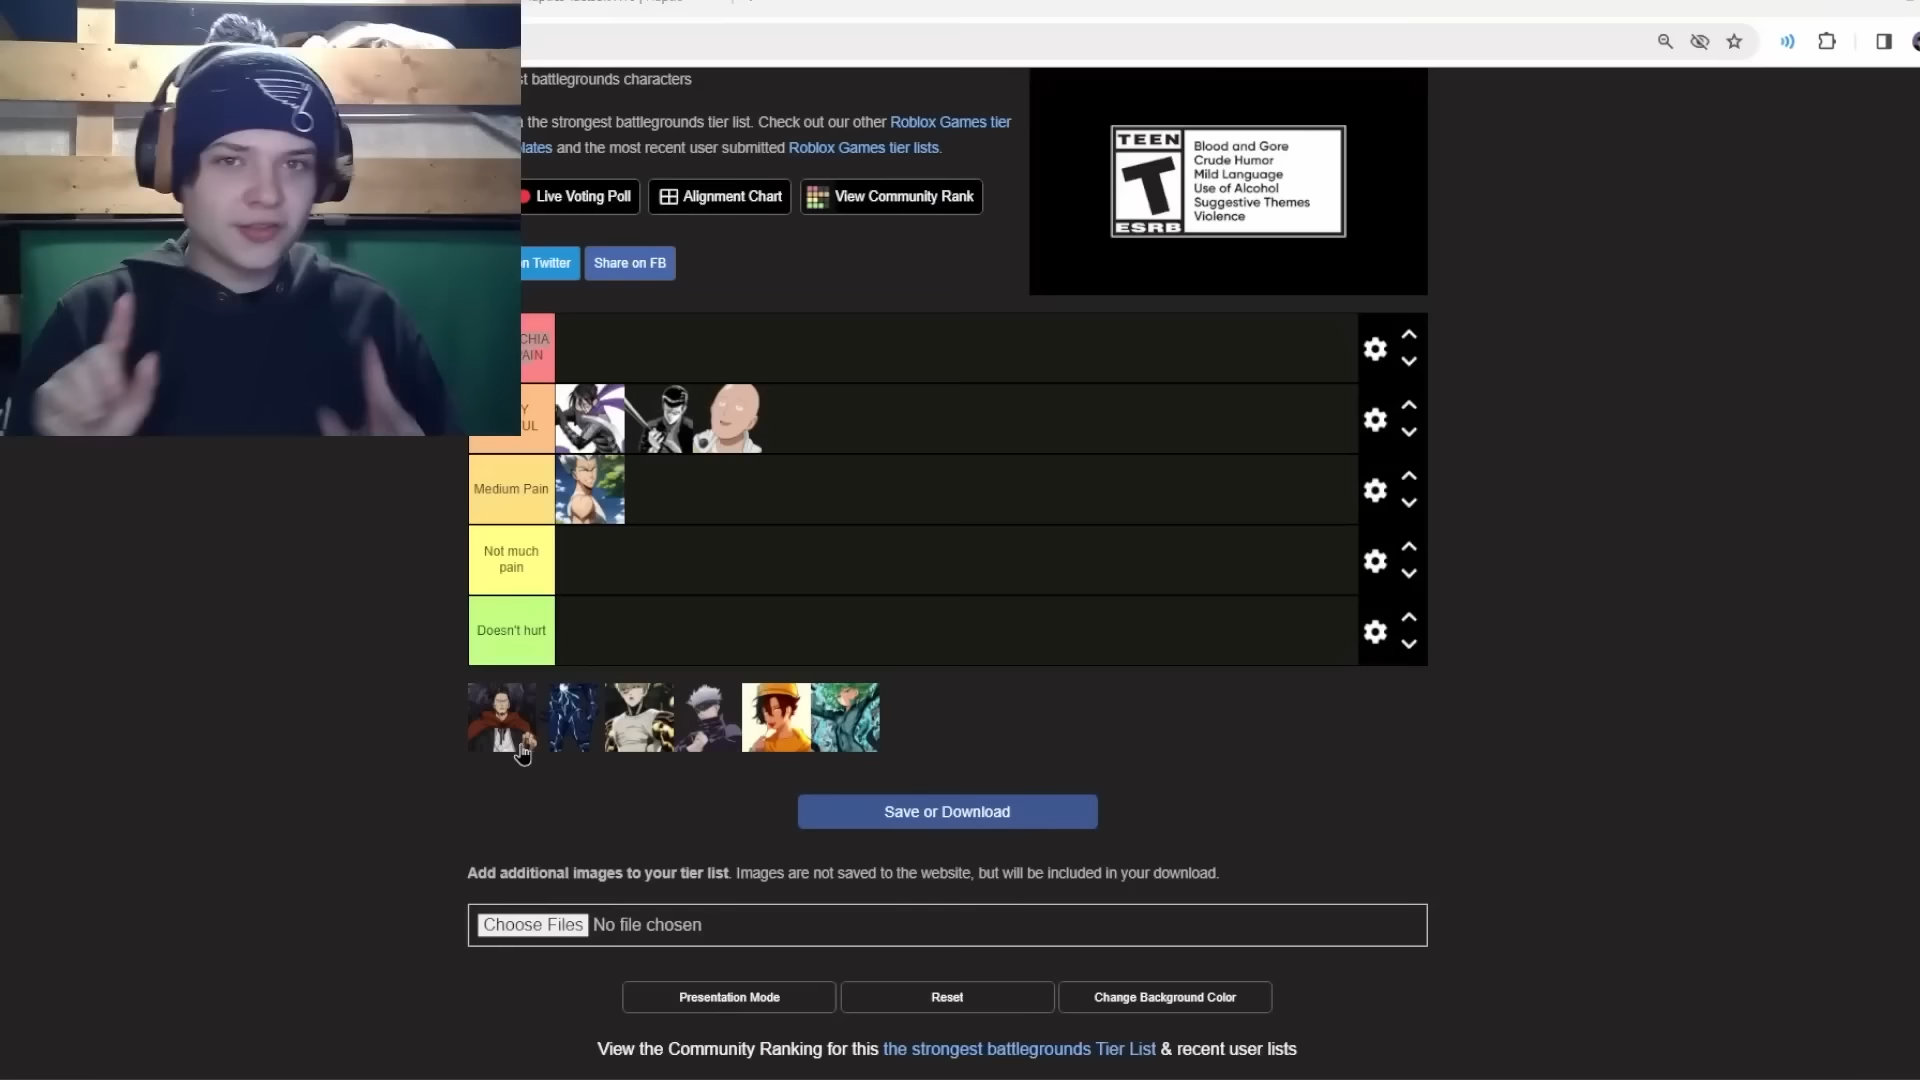 battlegrounds characters
the strongest battlegrounds tier list. Check out our other Roblox Games tier
and the most recent user submitted Roblox Games tier lists.
Live Voting Poll
Alignment Chart
View Community Rank
Twitter
Share on FB
TEEN
T
ESRB
Blood and Gore
Crude Humor
Mild Language
Use of Alcohol
Suggestive Themes
Violence
Medium Pain
Not much
pain
Doesn't hurt
Save or Download
Add additional images to your tier list. Images are not saved to the website, but will be included in your download.
Choose Files No file chosen
Presentation Mode
Reset
Change Background Color
View the Community Ranking for this the strongest battlegrounds Tier List & recent user lists